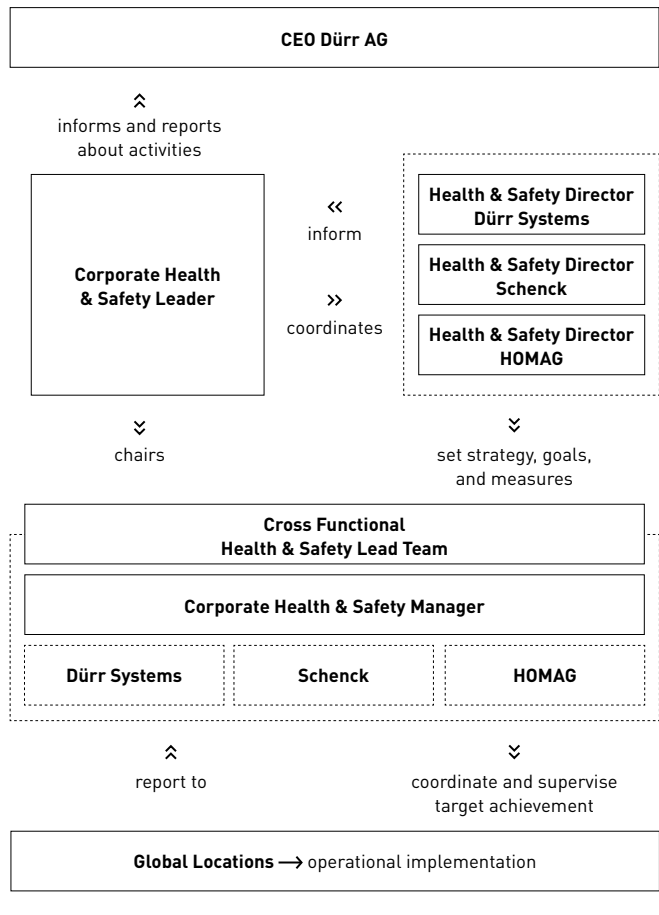 CEO Dürr AG
informs and reports
about activities
Corporate Health
& Safety Leader
inform
coordinates
Health & Safety Director
Dürr Systems
Health & Safety Director
Schenck
Health & Safety Director
HOMAG
chairs
set strategy, goals,
and measures
Cross Functional
Health & Safety Lead Team
Corporate Health & Safety Manager
Dürr Systems
Schenck
HOMAG
report to
coordinate and supervise
target achievement
Global Locations → operational implementation